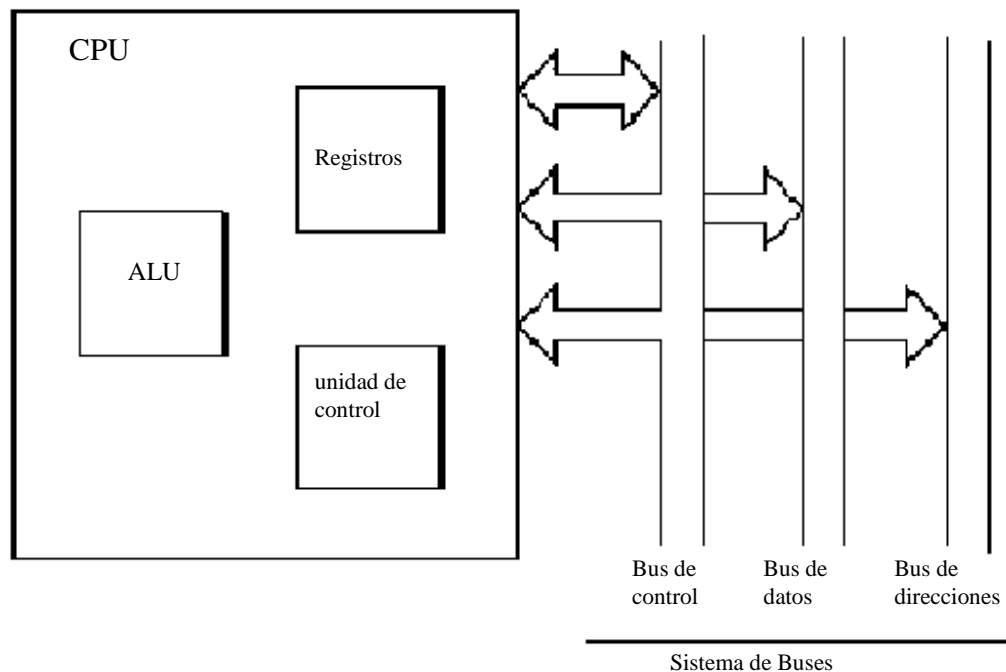 CPU
Registros
ALU
unidad de
control
Bus de
control
Bus de
datos
Bus de
direcciones
Sistema de Buses